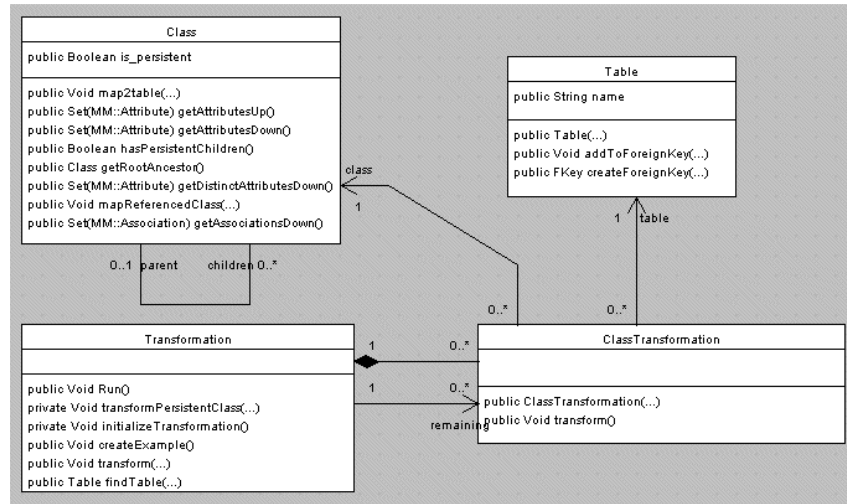 Class
public Boolean is_persistent
public Void map2table(...)
public Set(MM::Attribute) getAttributesUp()
public Set(MM::Attribute) getAttributesDown()
public Boolean hasPersistentChildren()
public Class getRootAncestor()
public Set(MM::Attribute) getDistinctAttributesDown()
public Void mapReferencedClass(...)
public Set(MM::Association) getAssociationsDown()
0..1 parent children 0..*
class
1
Table
public String name
public Table(...)
public Void addToForeignKey(...)
public FKey createForeignKey(...)
1 table
0..* 0..*
Transformation
public Void Run()
private Void transformPersistentClass(...)
private Void initializeTransformation()
public Void createExample()
public Void transform(...)
public Table findTable(...)
1 0..*
1 0..*
remaining
ClassTransformation
public ClassTransformation(...)
public Void transform()